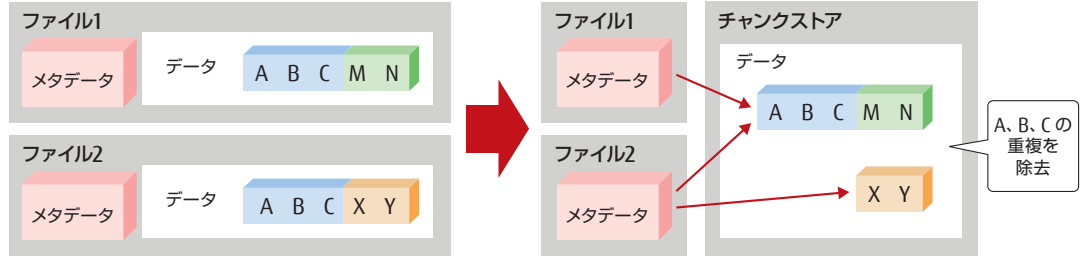 ファイル1
メタデータ
データ
A B C M N
ファイル2
メタデータ
データ
A B C X Y
ファイル1
メタデータ
ファイル2
メタデータ
チャンクストア
データ
A B C M N
X Y
A、B、Cの
重複を
除去